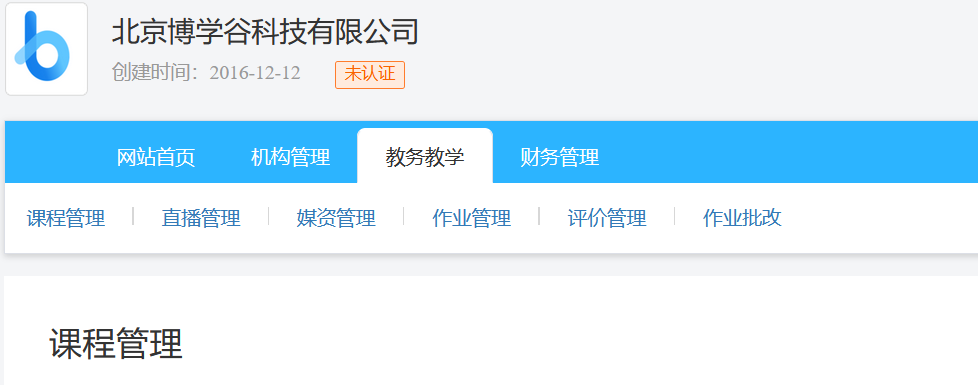 北京博学谷科技有限公司
创建时间：2016-12-12 未认证
网站首页 机构管理 教务教学 财务管理
课程管理 直播管理 媒资管理 作业管理 评价管理 作业批改
课程管理